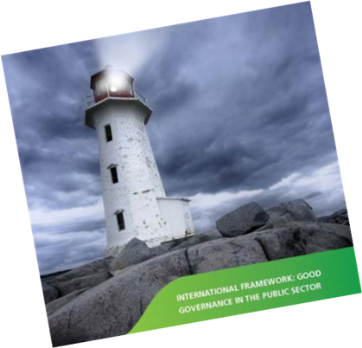 INTERNATIONAL FRAMEWORK: GOOD
GOVERNANCE IN THE PUBLIC SECTOR